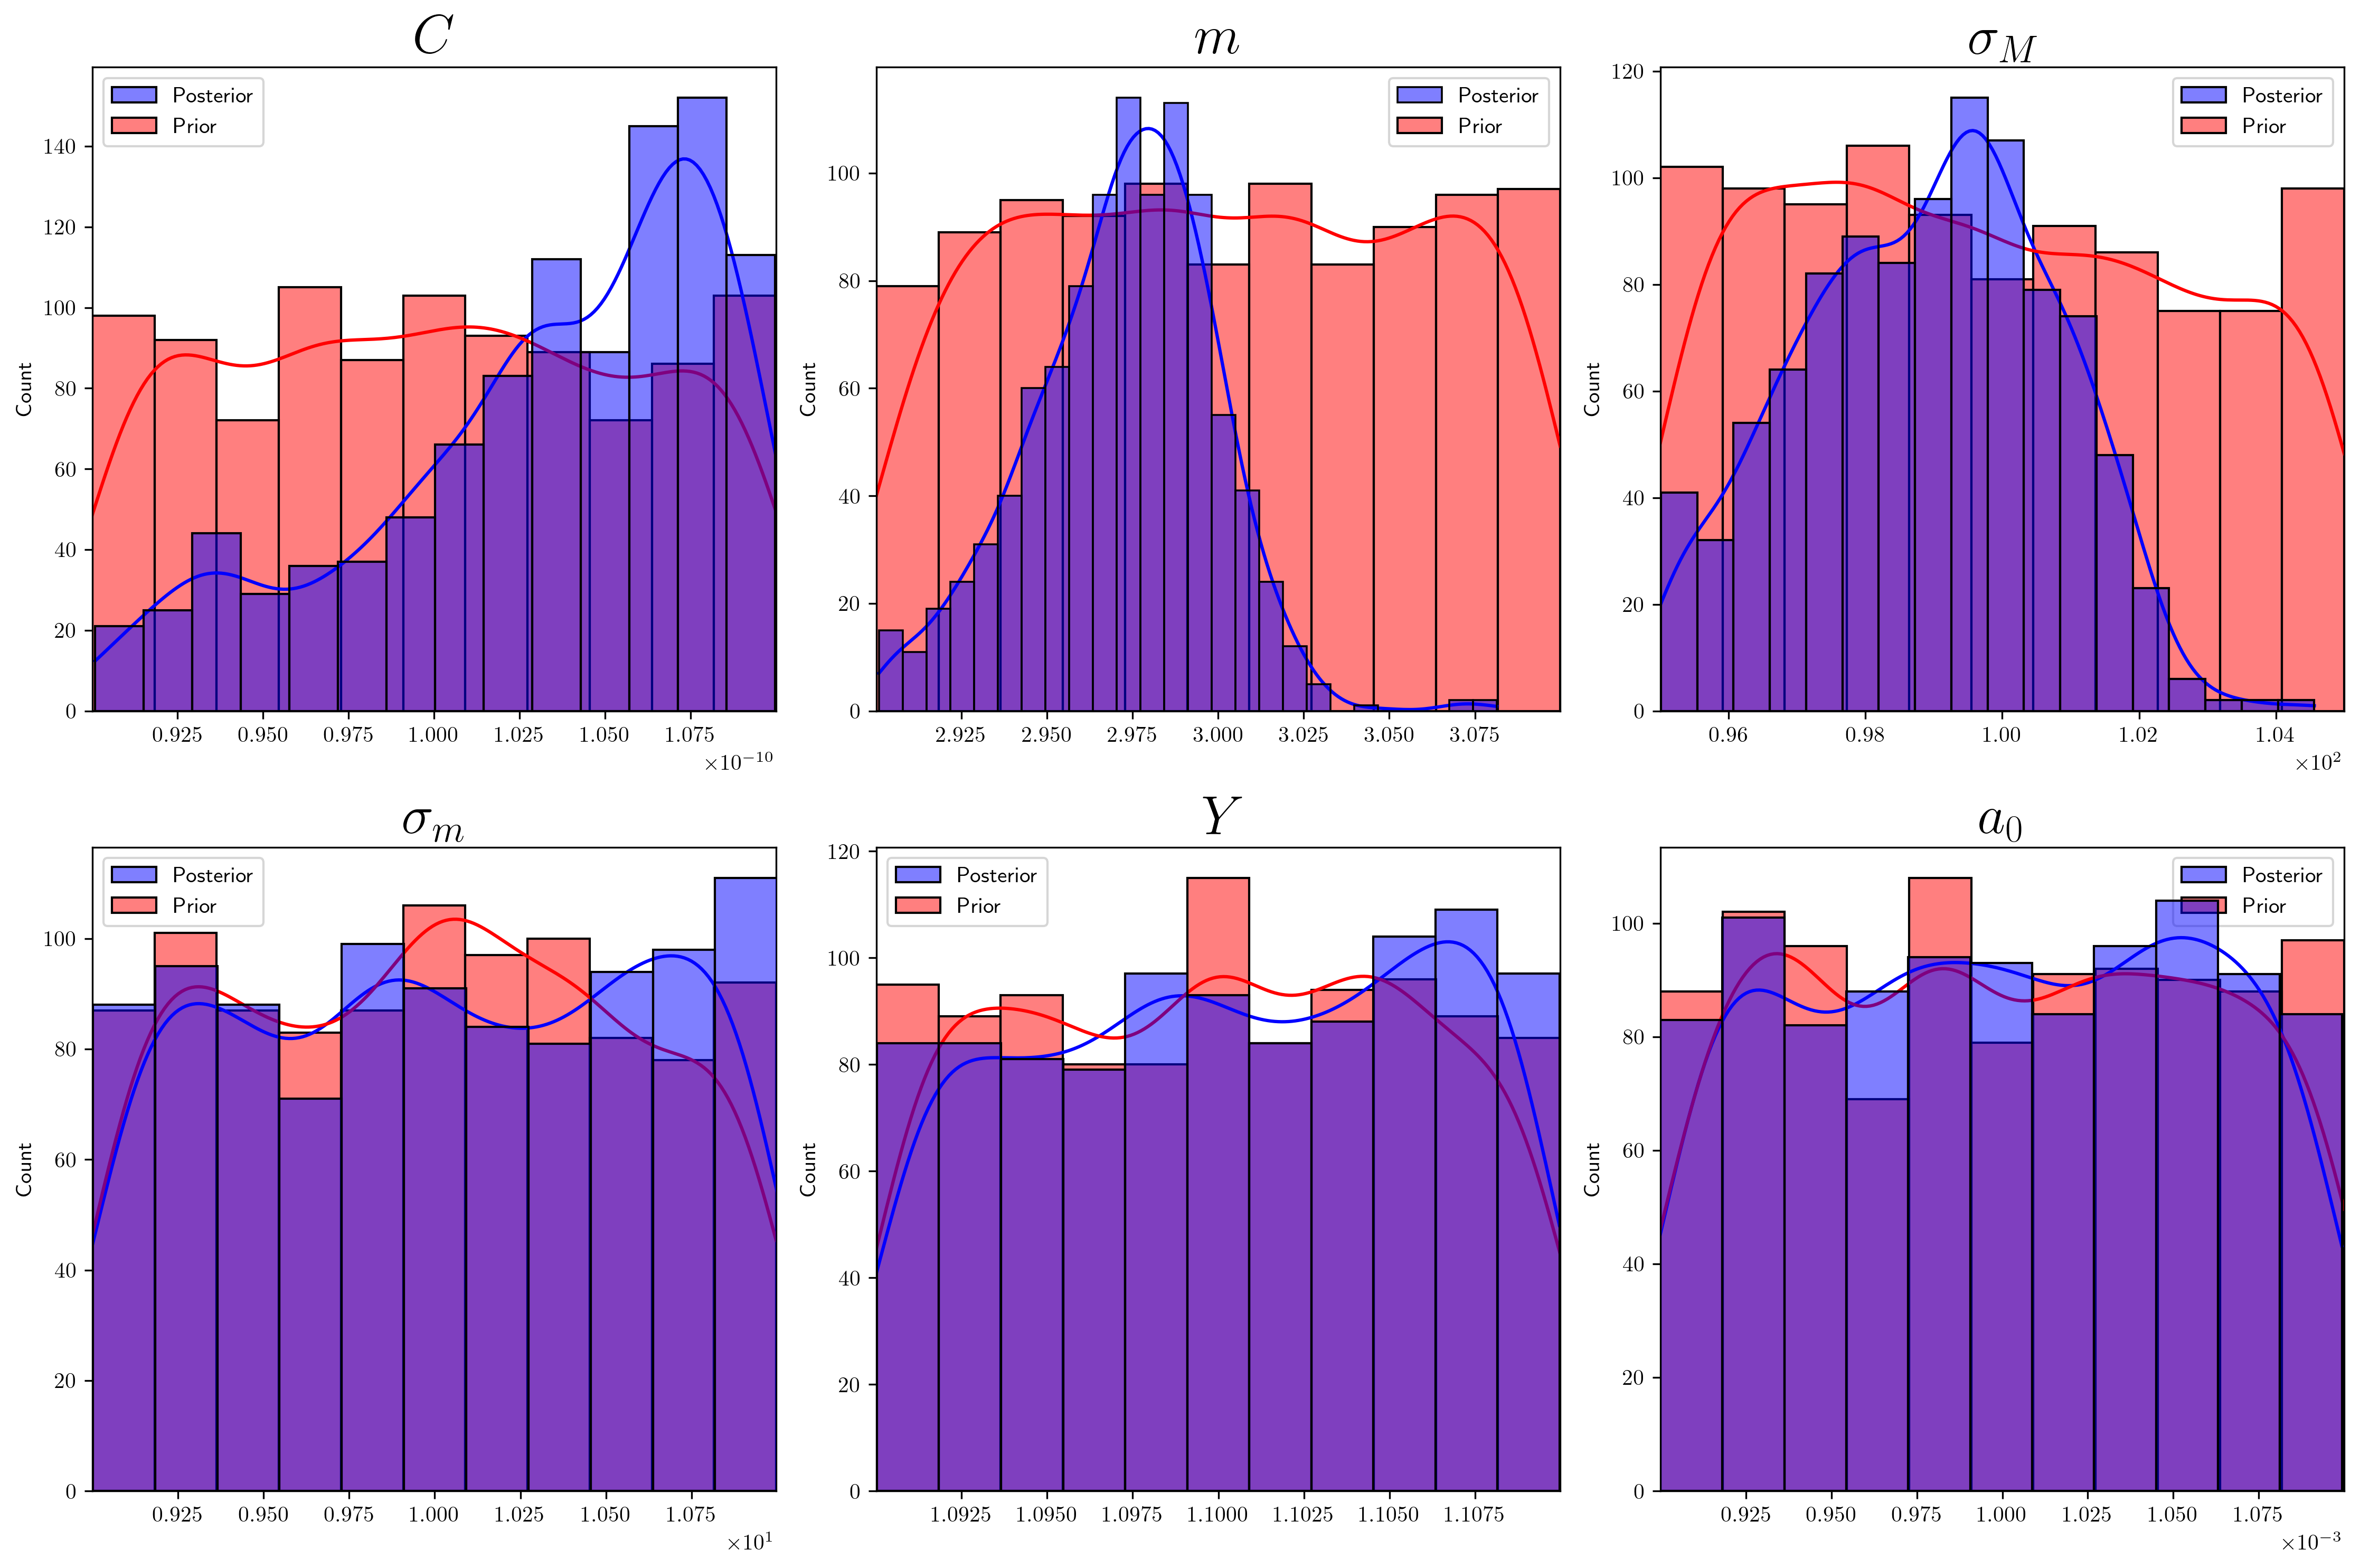 C
Posterior
Prior
Count
0 20 40 60 80 100 120 140
0.925 0.950 0.975 1.000 1.025 1.050 1.075
×10⁻¹⁰
m
Posterior
Prior
Count
0 20 40 60 80 100
2.925 2.950 2.975 3.000 3.025 3.050 3.075
σ_M
Posterior
Prior
Count
0 20 40 60 80 100 120
0.96 0.98 1.00 1.02 1.04
×10²
σ_m
Posterior
Prior
Count
0 20 40 60 80 100
0.925 0.950 0.975 1.000 1.025 1.050 1.075
×10¹
Y
Posterior
Prior
Count
0 20 40 60 80 100 120
1.0925 1.0950 1.0975 1.1000 1.1025 1.1050 1.1075
a₀
Posterior
Prior
Count
0 20 40 60 80 100
0.925 0.950 0.975 1.000 1.025 1.050 1.075
×10⁻³